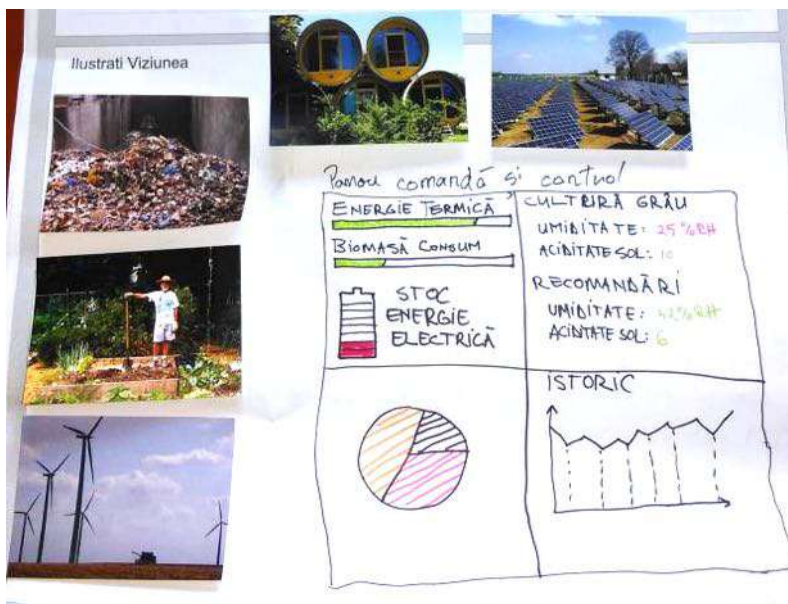 Ilustrati Viziunea
Panou comandă și control
ENERGIE TERMICĂ
BIOMASĂ CONSUM
STOC
ENERGIE
ELECTRICĂ
CULTURĂ GRÂU
UMIDITATE: 25%RH
ACIDITATE SOL: 10
RECOMANDĂRI
UMIDITATE: 42%RH
ACIDITATE SOL: 6
ISTORIC